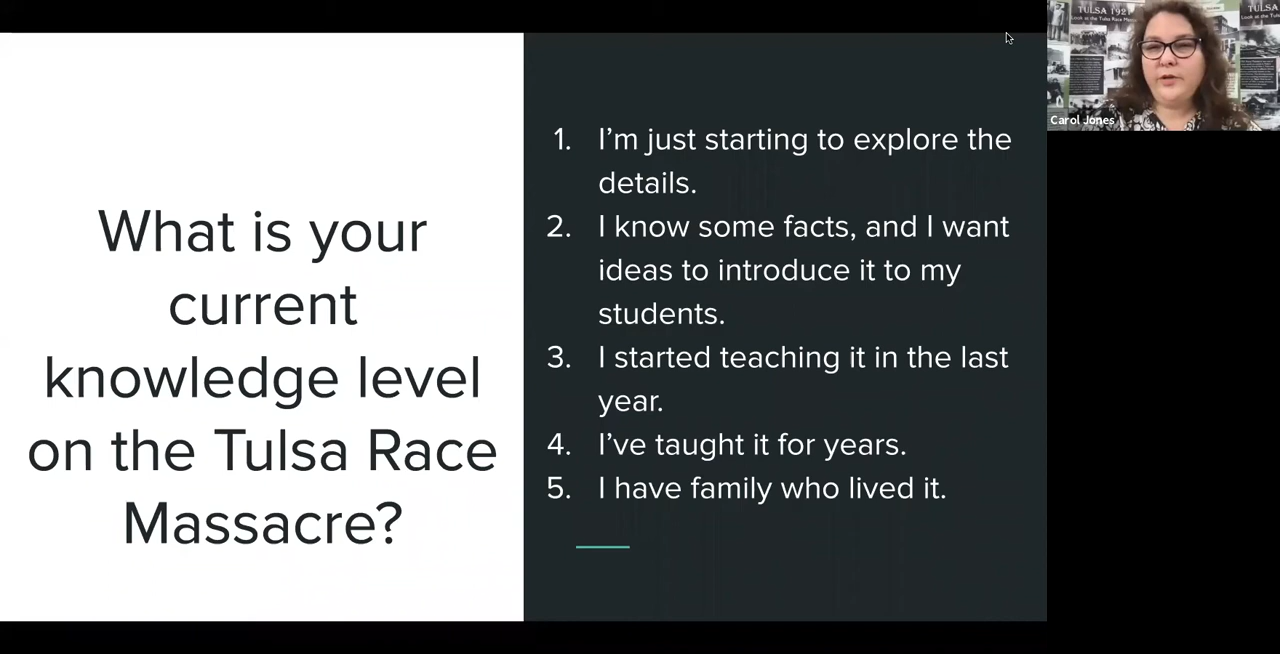 What is your
current
knowledge level
on the Tulsa Race
Massacre?
1. I’m just starting to explore the
details.
2. I know some facts, and I want
ideas to introduce it to my
students.
3. I started teaching it in the last
year.
4. I’ve taught it for years.
5. I have family who lived it.
TULSA 1921
TULSA
Carol Jones